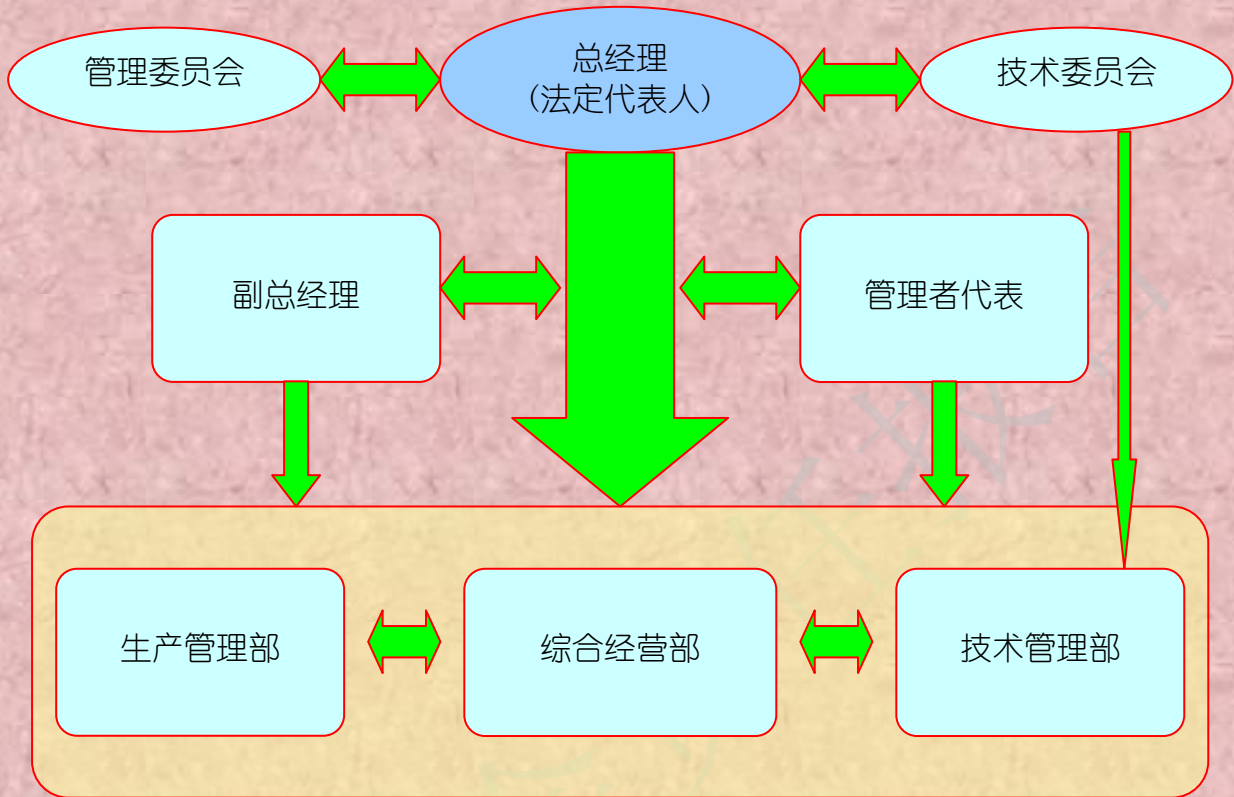 管理委员会
总经理
(法定代表人)
技术委员会
副总经理
管理者代表
生产管理部
综合经营部
技术管理部